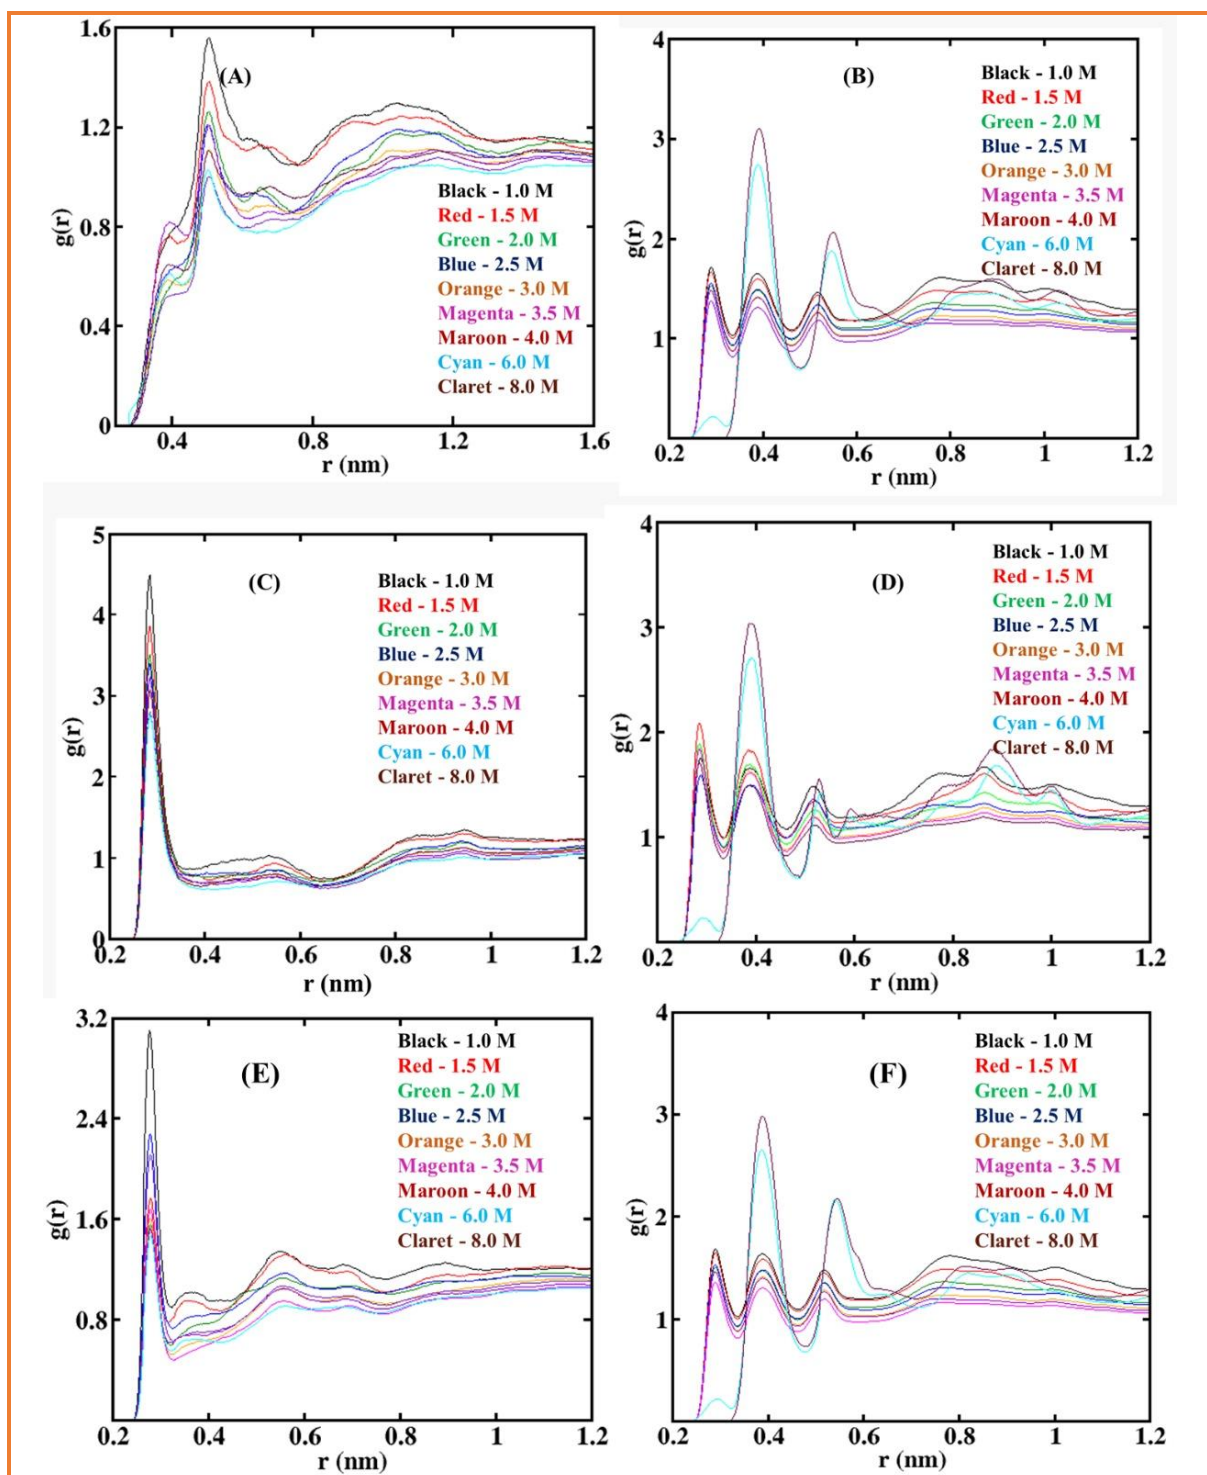 (A)
1.6
1.2
0.8
0.4
0
g(r)
Black - 1.0 M
Red - 1.5 M
Green - 2.0 M
Blue - 2.5 M
Orange - 3.0 M
Magenta - 3.5 M
Maroon - 4.0 M
Cyan - 6.0 M
Claret - 8.0 M
0.4 0.8 1.2 1.6
r (nm)
(B)
4
3
2
1
g(r)
Black - 1.0 M
Red - 1.5 M
Green - 2.0 M
Blue - 2.5 M
Orange - 3.0 M
Magenta - 3.5 M
Maroon - 4.0 M
Cyan - 6.0 M
Claret - 8.0 M
0.2 0.4 0.6 0.8 1 1.2
r (nm)
(C)
5
4
3
2
1
0
g(r)
Black - 1.0 M
Red - 1.5 M
Green - 2.0 M
Blue - 2.5 M
Orange - 3.0 M
Magenta - 3.5 M
Maroon - 4.0 M
Cyan - 6.0 M
Claret - 8.0 M
0.2 0.4 0.6 0.8 1 1.2
r (nm)
(D)
4
3
2
1
g(r)
Black - 1.0 M
Red - 1.5 M
Green - 2.0 M
Blue - 2.5 M
Orange - 3.0 M
Magenta - 3.5 M
Maroon - 4.0 M
Cyan - 6.0 M
Claret - 8.0 M
0.2 0.4 0.6 0.8 1 1.2
r (nm)
(E)
3.2
2.4
1.6
0.8
g(r)
Black - 1.0 M
Red - 1.5 M
Green - 2.0 M
Blue - 2.5 M
Orange - 3.0 M
Magenta - 3.5 M
Maroon - 4.0 M
Cyan - 6.0 M
Claret - 8.0 M
0.2 0.4 0.6 0.8 1 1.2
r (nm)
(F)
4
3
2
1
g(r)
Black - 1.0 M
Red - 1.5 M
Green - 2.0 M
Blue - 2.5 M
Orange - 3.0 M
Magenta - 3.5 M
Maroon - 4.0 M
Cyan - 6.0 M
Claret - 8.0 M
0.2 0.4 0.6 0.8 1 1.2
r (nm)